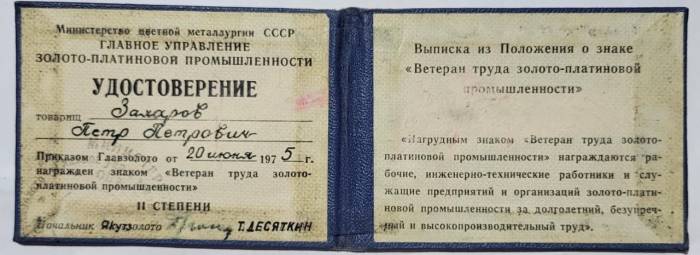 Министерство цветной металлургии СССР
ГЛАВНОЕ УПРАВЛЕНИЕ
ЗОЛОТО-ПЛАТИНОВОЙ ПРОМЫШЛЕННОСТИ
УДОСТОВЕРЕНИЕ
товарищ Захаров
Петр Петрович
Приказом Главзолото от 20 июня 1975 г.
награжден знаком «Ветеран труда золото-
платиновой промышленности»
II СТЕПЕНИ
Начальник Якутзолото Т. ДЕСЯТКИН
Выписка из Положения о знаке
«Ветеран труда золото-платиновой
промышленности»
«Нагрудным знаком «Ветеран труда золото-
платиновой промышленности» награждаются ра-
бочие, инженерно-технические работники и слу-
жащие предприятий и организаций золото-плати-
новой промышленности за долголетий, безупреч-
ный и высокопроизводительный труд».